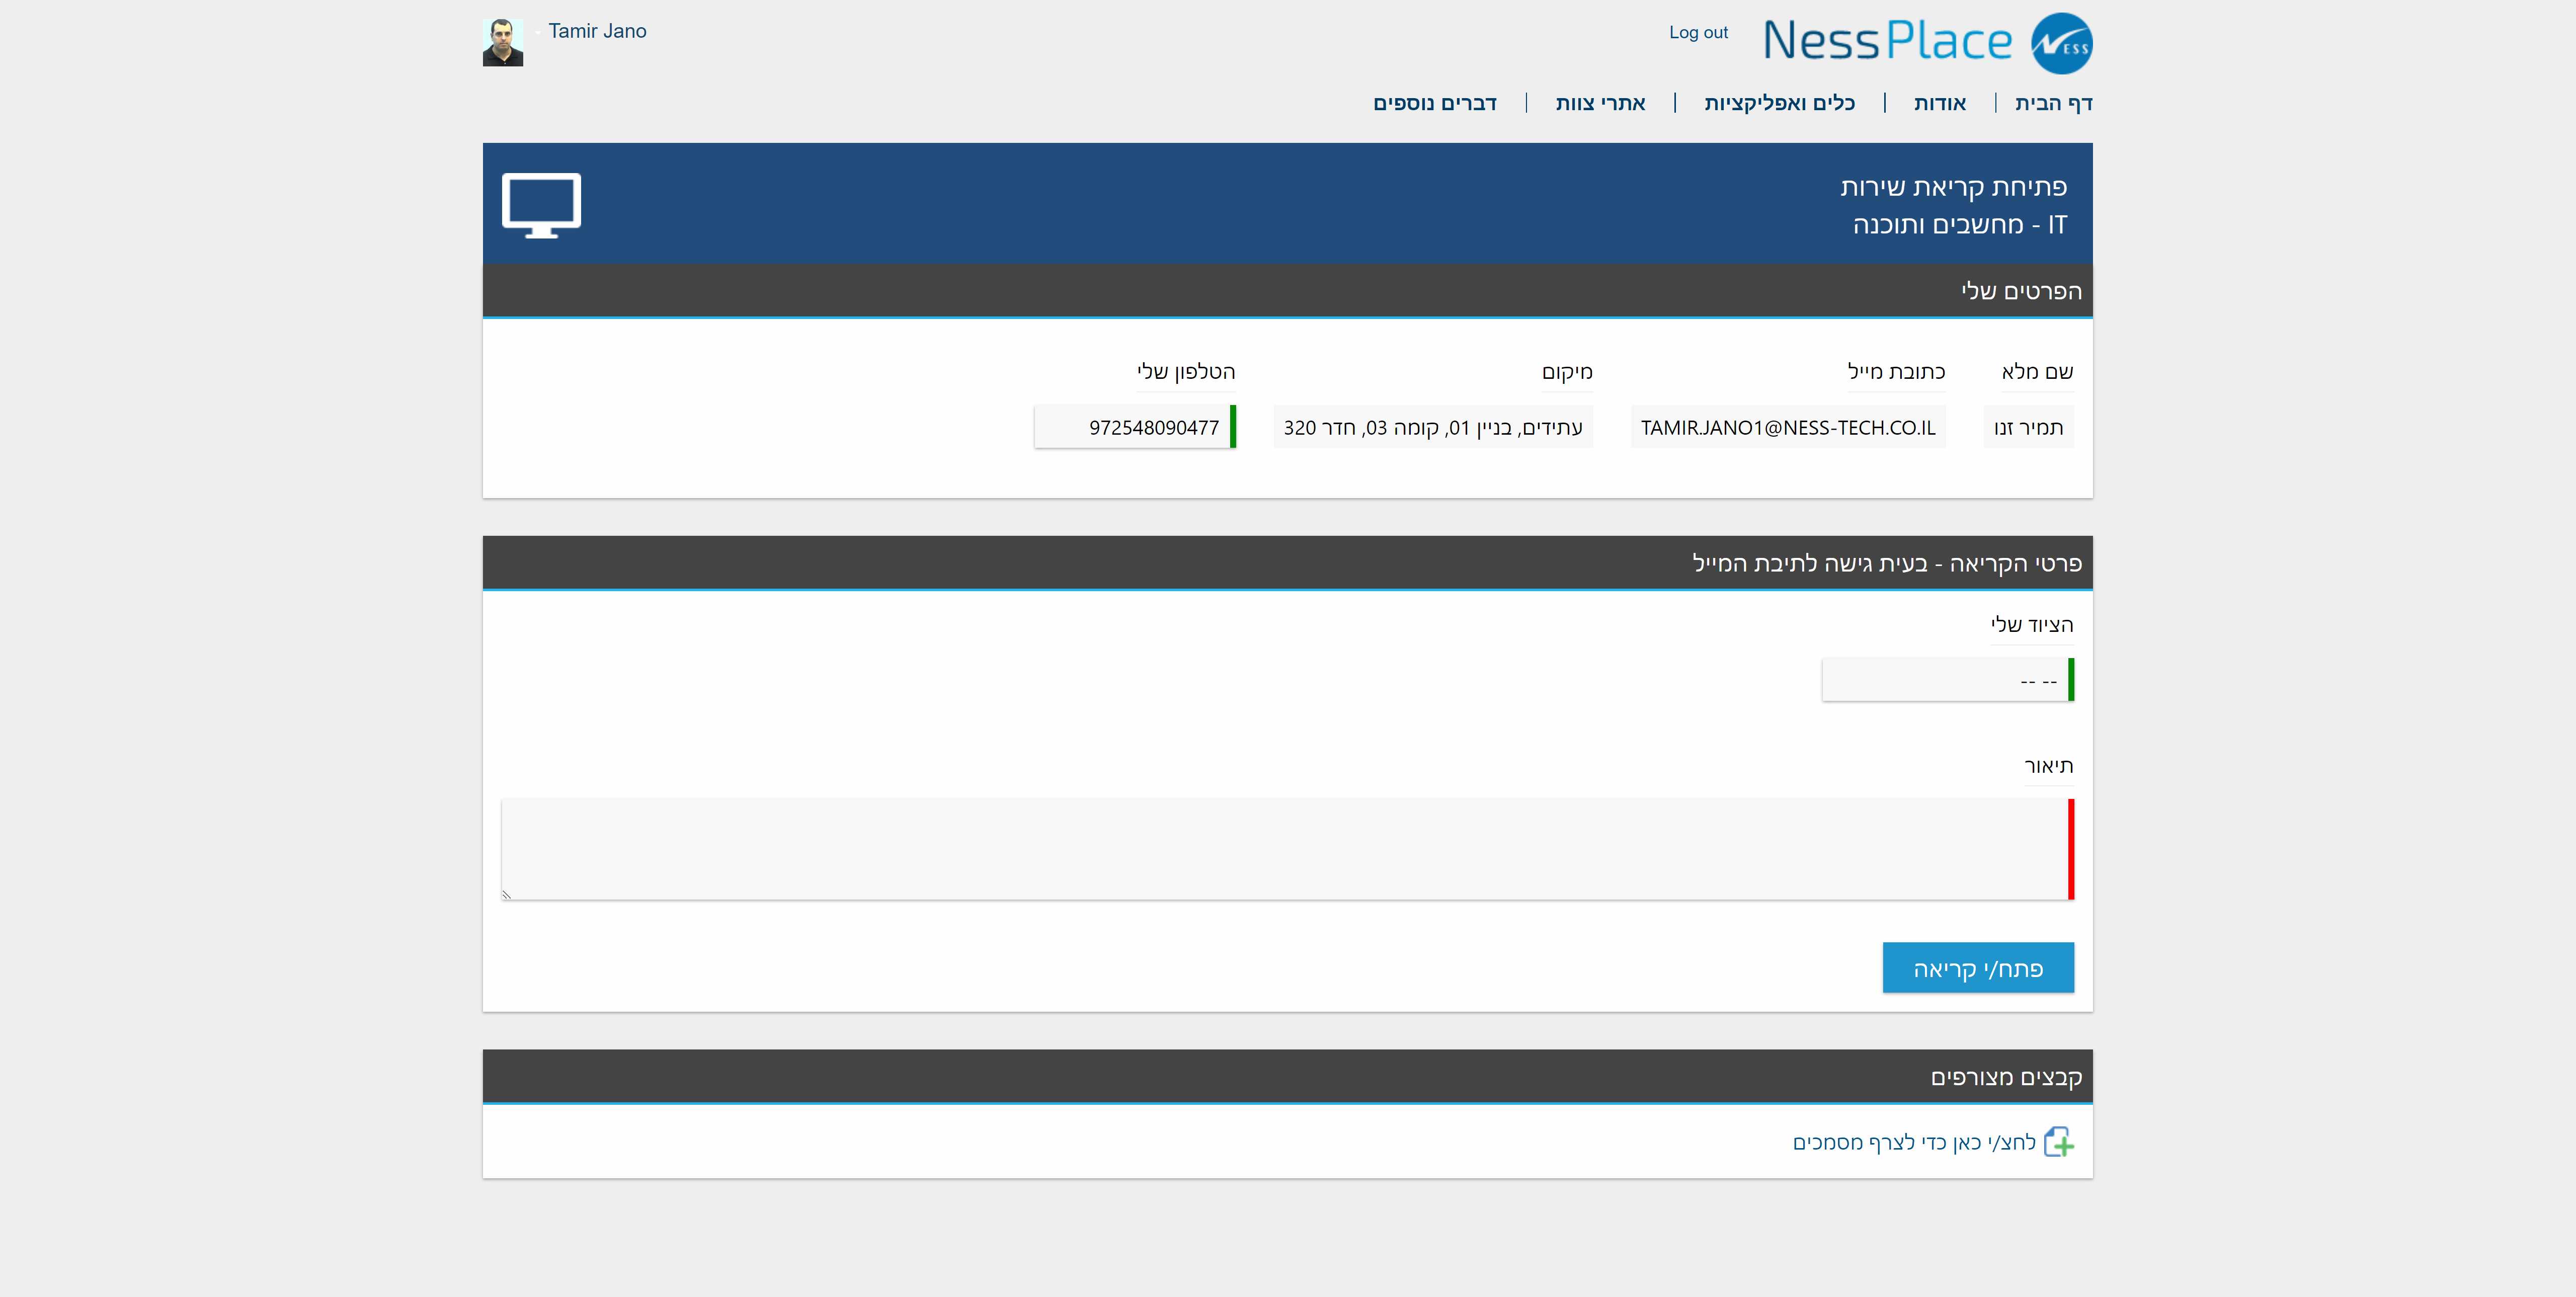 NessPlace NESS
Log out
Tamir Jano
דף הבית | אודות | כלים ואפליקציות | אתרי צוות | דברים נוספים
פתיחת קריאת שירות
IT - מחשבים ותוכנה
הפרטים שלי
שם מלא כתובת מייל מיקום הטלפון שלי
תמיר זנו TAMIR.JANO1@NESS-TECH.CO.IL עתידים, בניין 01, קומה 03, חדר 320 972548090477
פרטי הקריאה - בעית גישה לתיבת המייל
הציוד שלי
-- --
תיאור
פתח/י קריאה
קבצים מצורפים
לחצ/י כאן כדי לצרף מסמכים